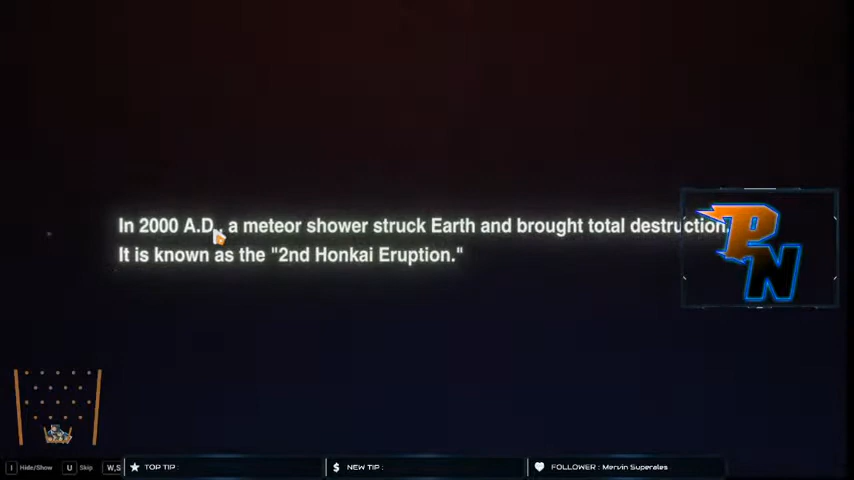 In 2000 A.D., a meteor shower struck Earth and brought total destruction.
It is known as the "2nd Honkai Eruption."
PN
I Hide/Show U Skip W,S
TOP TIP :
$ NEW TIP :
FOLLOWER : Mervin Superales